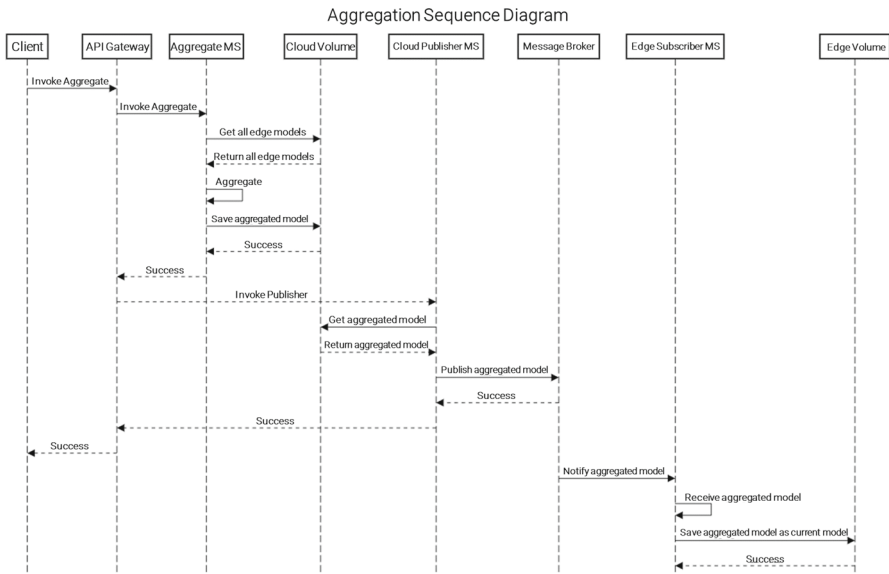 Aggregation Sequence Diagram
Client
API Gateway
Aggregate MS
Cloud Volume
Cloud Publisher MS
Message Broker
Edge Subscriber MS
Edge Volume
Invoke Aggregate
Invoke Aggregate
Get all edge models
Return all edge models
Aggregate
Save aggregated model
Success
Success
Invoke Publisher
Get aggregated model
Return aggregated model
Publish aggregated model
Success
Success
Success
Notify aggregated model
Receive aggregated model
Save aggregated model as current model
Success